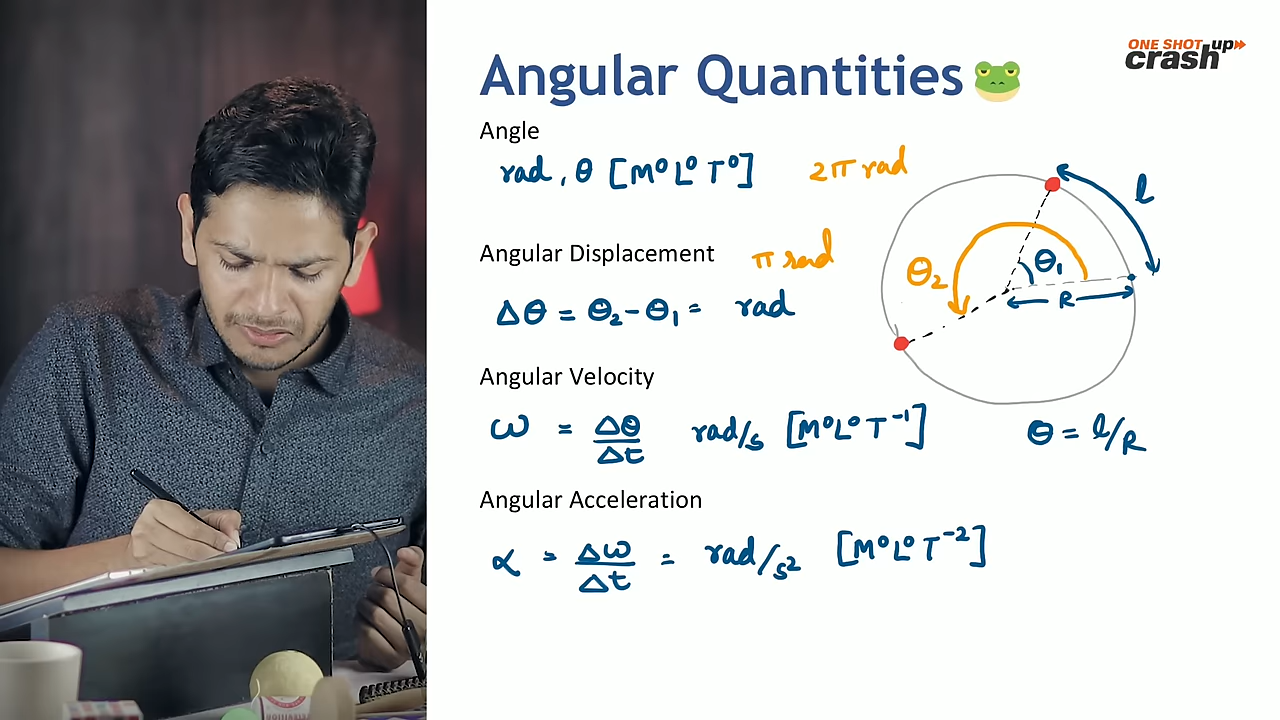 ONE SHOT
crash up
Angular Quantities
Angle
rad, θ [M⁰L⁰T⁰] 2π rad
l
Angular Displacement π rad
θ₂ θ₁
R
Δθ = θ₂ - θ₁ = rad
Angular Velocity
ω = Δθ/Δt rad/s [M⁰L⁰T⁻¹] θ = l/R
Angular Acceleration
α = Δω/Δt = rad/s² [M⁰L⁰T⁻²]